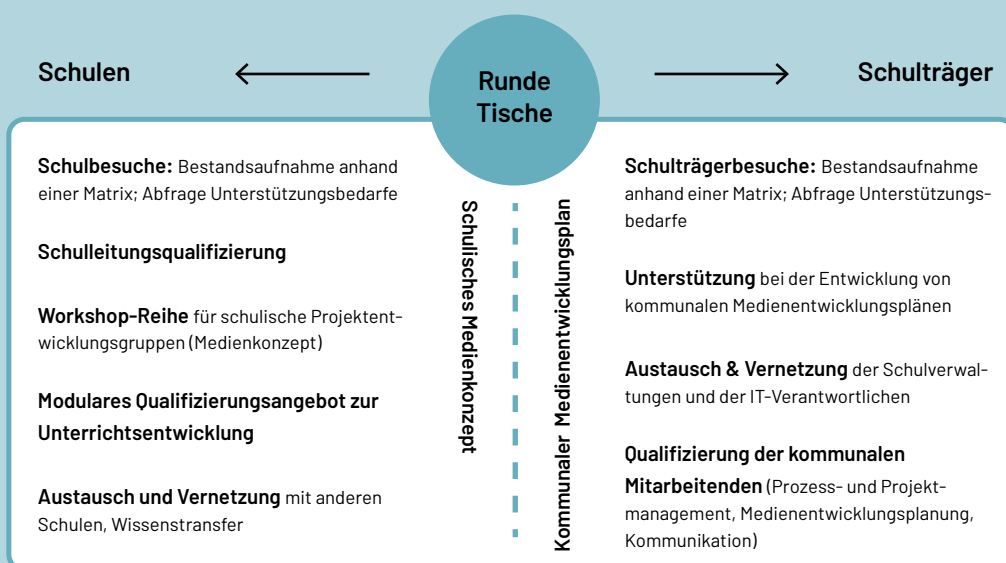 Schulen
Runde
Tische
Schulträger
Schulbesuche: Bestandsaufnahme anhand
einer Matrix; Abfrage Unterstützungsbedarfe
Schulleitungsqualifizierung
Workshop-Reihe für schulische Projektent-
wicklungsgruppen (Medienkonzept)
Modulares Qualifizierungsangebot zur
Unterrichtsentwicklung
Austausch und Vernetzung mit anderen
Schulen, Wissenstransfer
Schulisches Medienkonzept
Kommunaler Medienentwicklungsplan
Schulträgerbesuche: Bestandsaufnahme
anhand einer Matrix; Abfrage Unterstützungs-
bedarfe
Unterstützung bei der Entwicklung von
kommunalen Medienentwicklungsplänen
Austausch & Vernetzung der Schulverwal-
tungen und der IT-Verantwortlichen
Qualifizierung der kommunalen
Mitarbeitenden (Prozess- und Projekt-
management, Medienentwicklungsplanung,
Kommunikation)